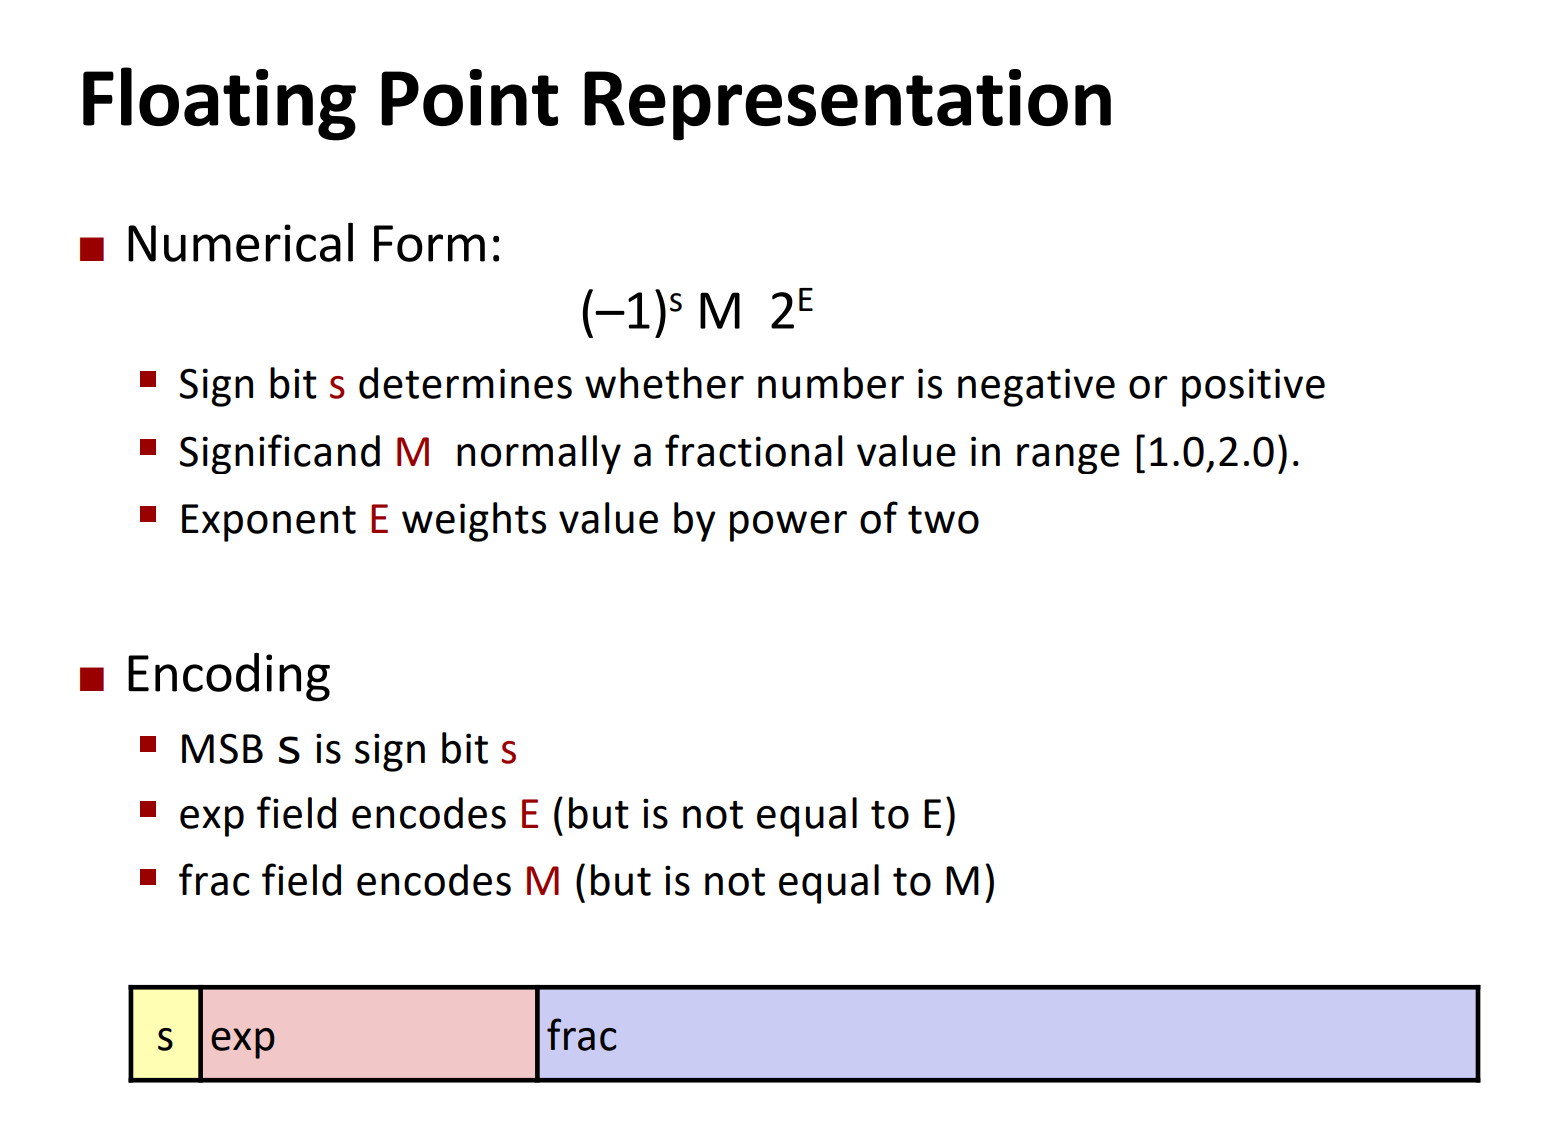 Floating Point Representation
Numerical Form:
(–1)ˢ M 2ᴱ
Sign bit s determines whether number is negative or positive
Significand M normally a fractional value in range [1.0,2.0).
Exponent E weights value by power of two
Encoding
MSB s is sign bit s
exp field encodes E (but is not equal to E)
frac field encodes M (but is not equal to M)
s exp frac